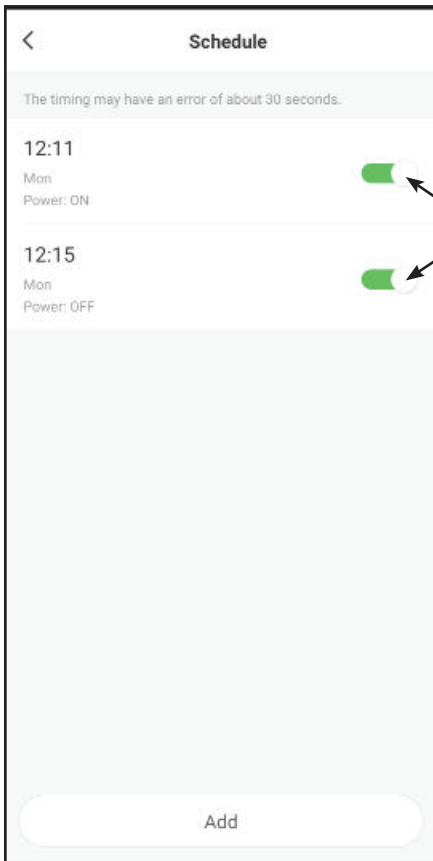 Schedule
The timing may have an error of about 30 seconds.
12:11
Mon
Power: ON
12:15
Mon
Power: OFF
Add